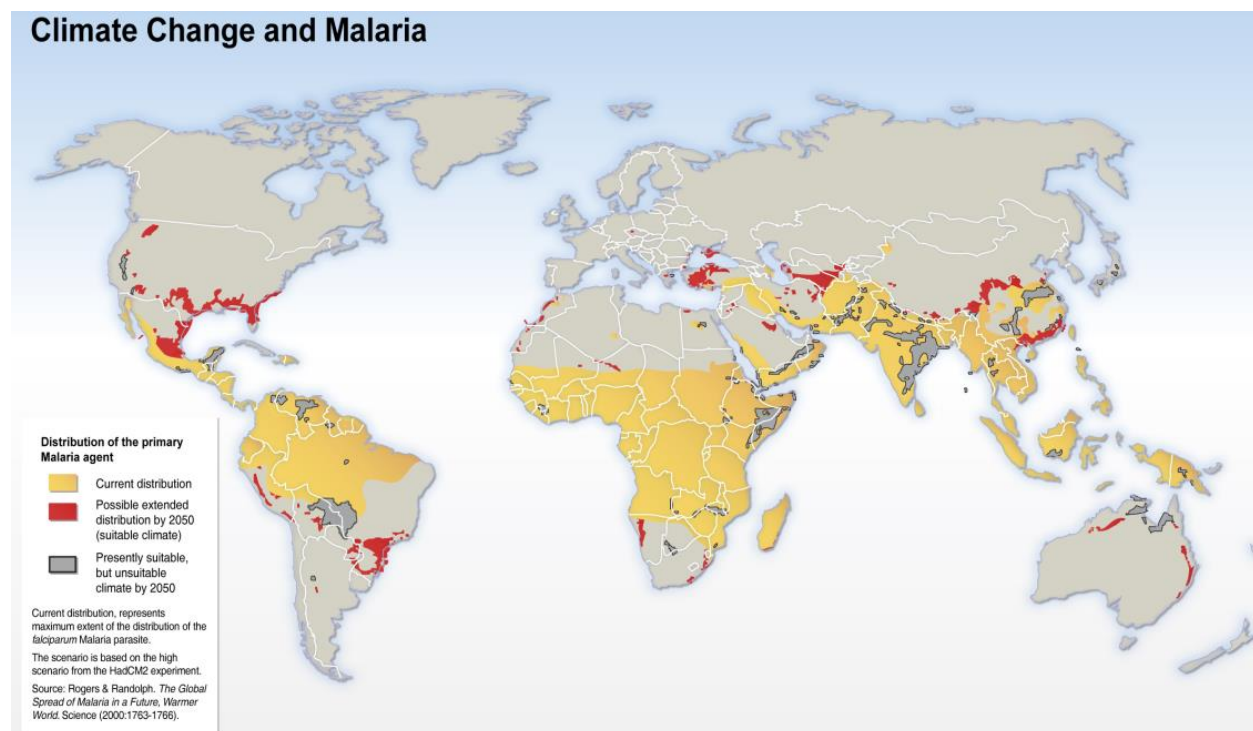 Climate Change and Malaria
Distribution of the primary
Malaria agent
Current distribution
Possible extended
distribution by 2050
(suitable climate)
Presently suitable,
but unsuitable
climate by 2050
Current distribution, represents
maximum extent of the distribution of the
falciparum Malaria parasite.
The scenario is based on the high
scenario from the HadCM2 experiment.
Source: Rogers & Randolph. The Global
Spread of Malaria in a Future, Warmer
World. Science (2000:1763-1766).